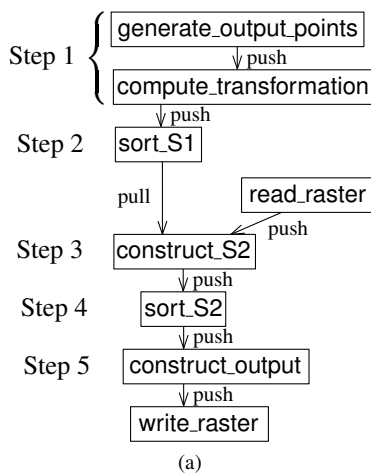 generate_output_points
push
Step 1
compute_transformation
push
Step 2
sort_S1
pull
read_raster
push
Step 3
construct_S2
push
Step 4
sort_S2
push
Step 5
construct_output
push
write_raster
(a)